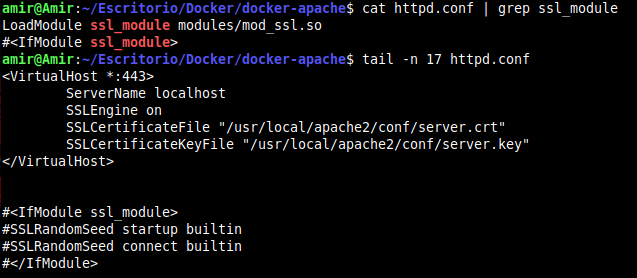 amir@Amir:~/Escritorio/Docker/docker-apache$ cat httpd.conf | grep ssl_module
LoadModule ssl_module modules/mod_ssl.so
#<IfModule ssl_module>
amir@Amir:~/Escritorio/Docker/docker-apache$ tail -n 17 httpd.conf
<VirtualHost *:443>
        ServerName localhost
        SSLEngine on
        SSLCertificateFile "/usr/local/apache2/conf/server.crt"
        SSLCertificateKeyFile "/usr/local/apache2/conf/server.key"
</VirtualHost>
#<IfModule ssl_module>
#SSLRandomSeed startup builtin
#SSLRandomSeed connect builtin
#</IfModule>